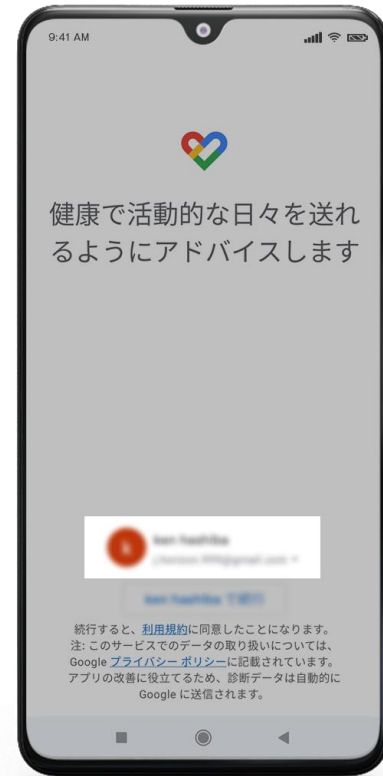 9:41 AM
健康で活動的な日々を送れ
るようにアドバイスします
k
ken hashiba
ken hashiba で続行
続行すると、利用規約に同意したことになります。
注: このサービスでのデータの取り扱いについては、
Google プライバシー ポリシーに記載されています。
アプリの改善に役立てるため、診断データは自動的に
Google に送信されます。